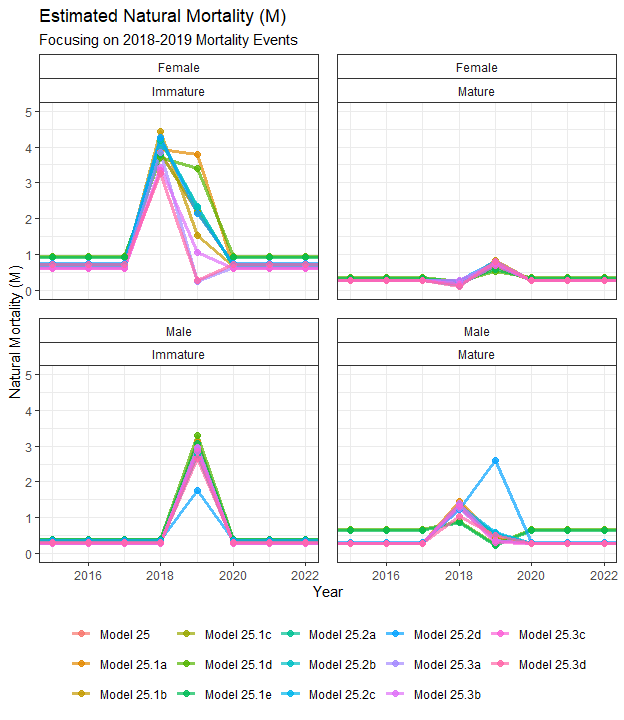 Estimated Natural Mortality (M)
Focusing on 2018-2019 Mortality Events
Female
Female
Immature
Mature
5
4
3
2
1
0
Male
Male
Immature
Mature
5
4
3
2
1
0
2016
2018
2020
2022
2016
2018
2020
2022
Natural Mortality (M)
Year
Model 25
Model 25.1c
Model 25.2a
Model 25.2d
Model 25.3c
Model 25.1a
Model 25.1d
Model 25.2b
Model 25.3a
Model 25.3d
Model 25.1b
Model 25.1e
Model 25.2c
Model 25.3b